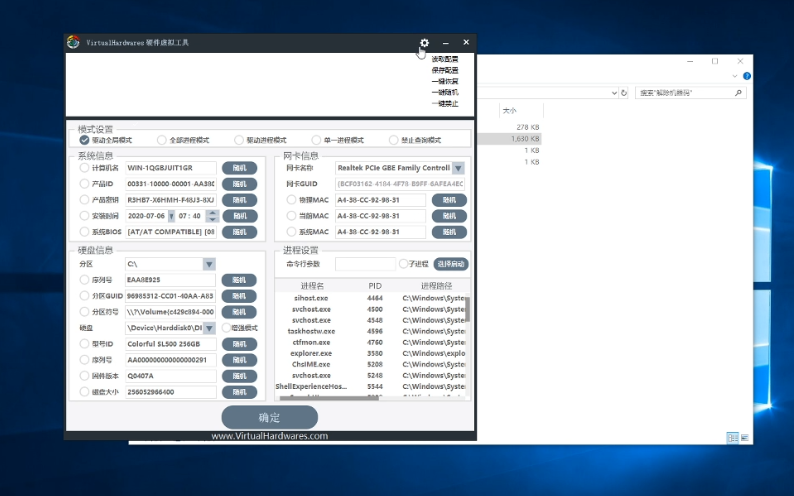 VirtualHardwares 硬件虚拟工具
读取配置
保存配置
一键恢复
一键随机
一键禁止
模式设置
驱动全局模式 全部进程模式 驱动进程模式 单一进程模式 禁止查询模式
系统信息
计算机名 WIN-1QGBJUIT1GR 随机
产品ID 00331-10000-00001-AA380 随机
产品密钥 随机
安装时间 2020-07-06 07:40 随机
系统BIOS [AT/AT COMPATIBLE] [08 随机
网卡信息
网卡名称 Realtek PCIe GBE Family Controll
网卡GUID
物理MAC A4-38-CC-92-98-31 随机
当前MAC A4-38-CC-92-98-31 随机
系统MAC A4-38-CC-92-98-31 随机
硬盘信息
分区 C:\
序列号 EAA8E925 随机
分区GUID 96985312-CC01-40AA-A83 随机
分区符号 \\?\Volume{c429c894-000 随机
硬盘 \Device\Harddisk0\D 增强模式
型号ID Colorful SL500 256GB 随机
序列号 AA000000000000000291 随机
固件版本 Q0407A 随机
磁盘大小 256052966400 随机
进程设置
命令行参数 子进程 选择启动
进程名 PID 进程路径
sihost.exe 4464 C:\Windows\Syste
svchost.exe 4500 C:\Windows\Syste
svchost.exe 4548 C:\Windows\Syste
taskhostw.exe 4596 C:\Windows\Syste
ctfmon.exe 4760 C:\Windows\Syste
explorer.exe 3580 C:\Windows\explo
ChsIME.exe 5208 C:\Windows\Syste
svchost.exe 5248 C:\Windows\Syste
ShellExperienceHos... 5544 C:\Windows\Syste
确定
www.VirtualHardwares.com
搜索"解除机器码"
大小
278 KB
1,630 KB
1 KB
1 KB